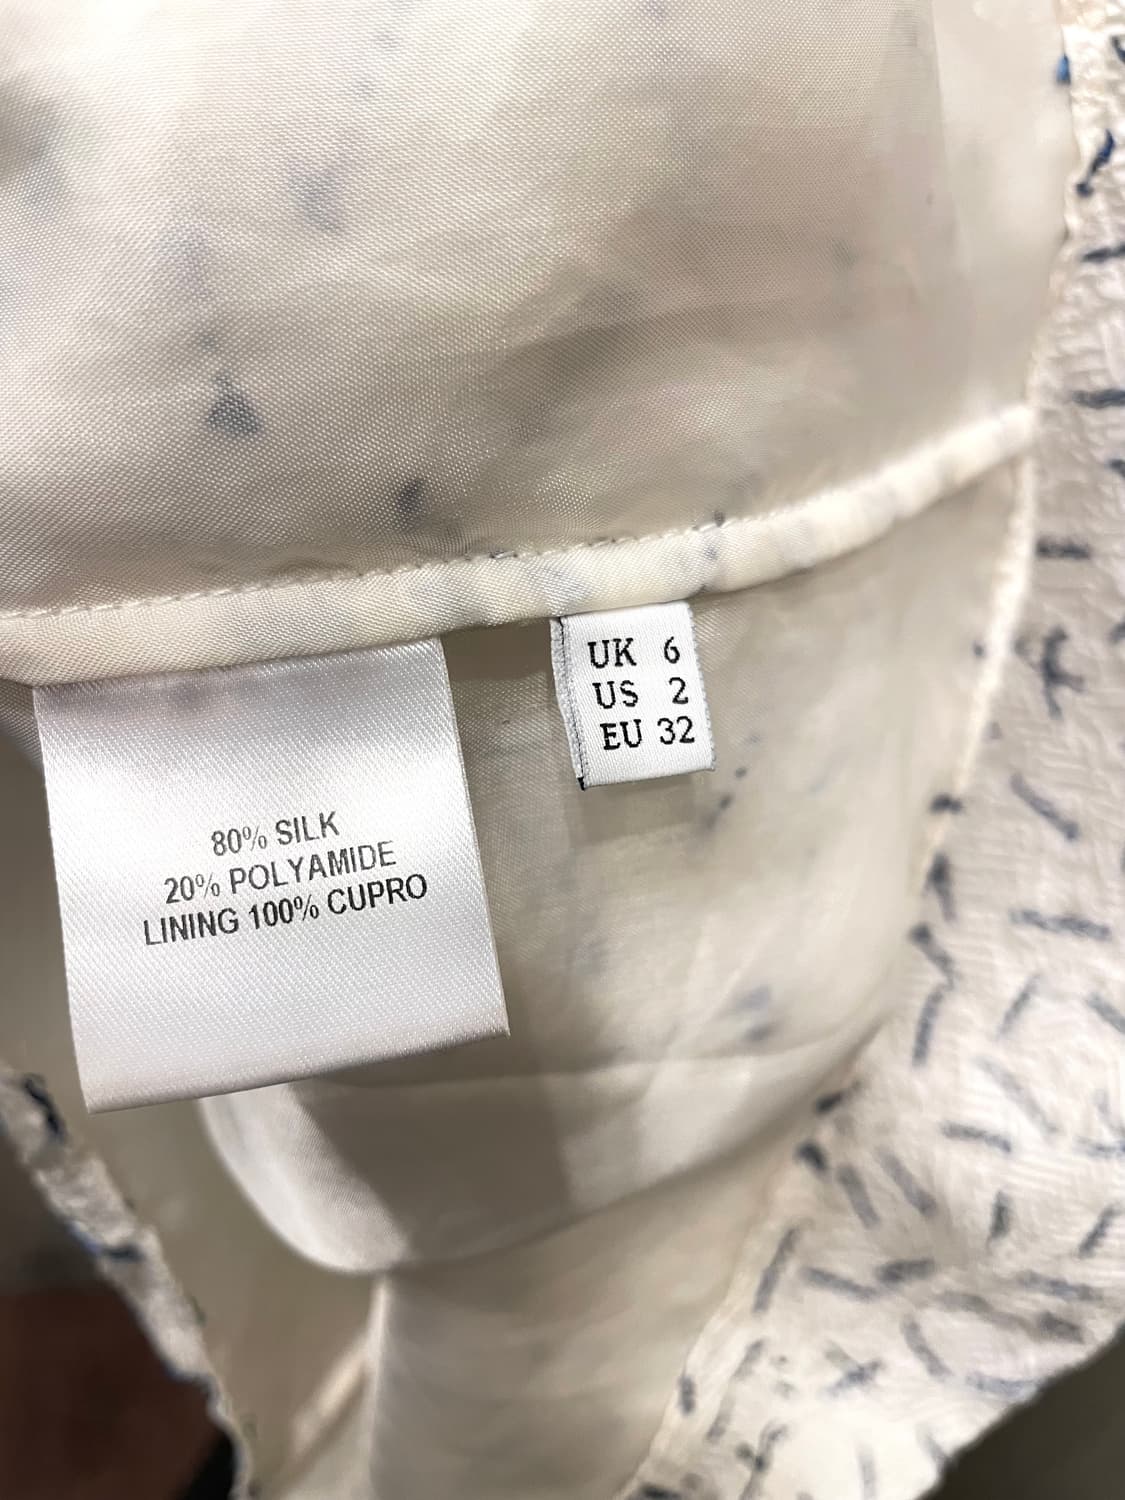 UK 6
US 2
EU 32
80% SILK
20% POLYAMIDE
LINING 100% CUPRO